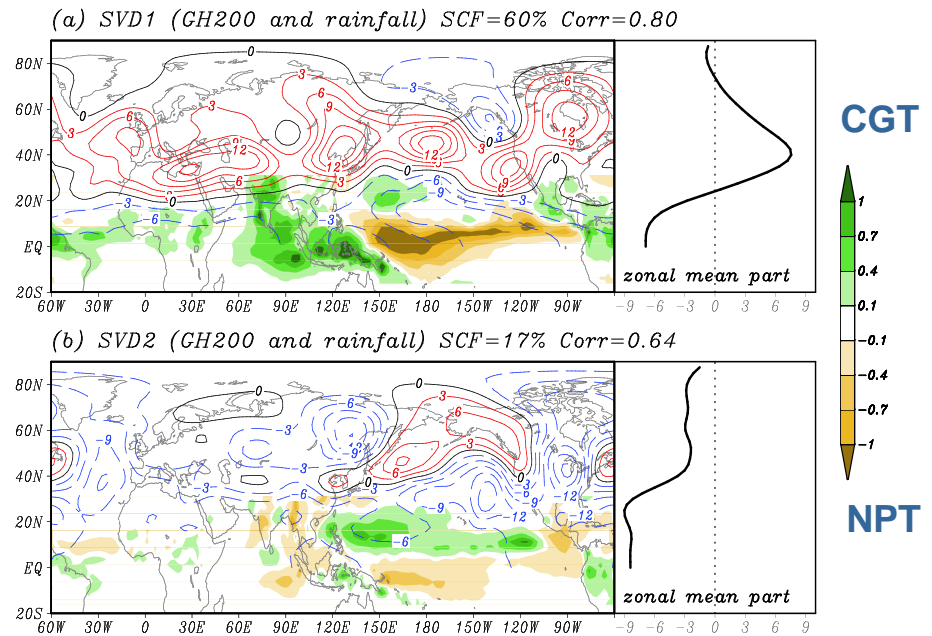 (a) SVD1 (GH200 and rainfall) SCF=60% Corr=0.80
80N
60N
40N
20N
EQ
20S
60W 30W 0 30E 60E 90E 120E 150E 180 150W 120W 90W
zonal mean part
-9 -6 -3 0 3 6 9
CGT
1
0.7
0.4
0.1
-0.1
-0.4
-0.7
-1
NPT
(b) SVD2 (GH200 and rainfall) SCF=17% Corr=0.64
80N
60N
40N
20N
EQ
20S
60W 30W 0 30E 60E 90E 120E 150E 180 150W 120W 90W
zonal mean part
-9 -6 -3 0 3 6 9